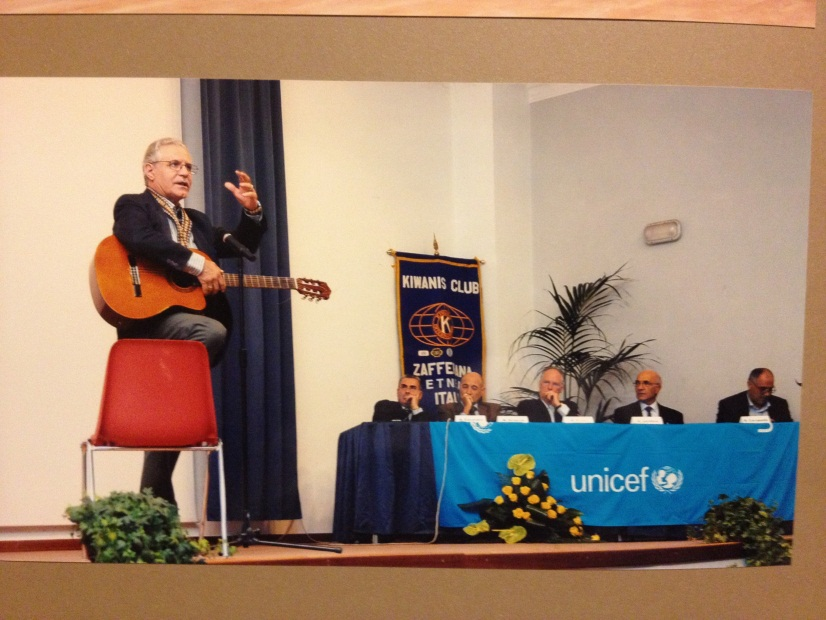 KIWANIS CLUB
K
ZAFFERANA
ETNEA
ITALIA
unicef